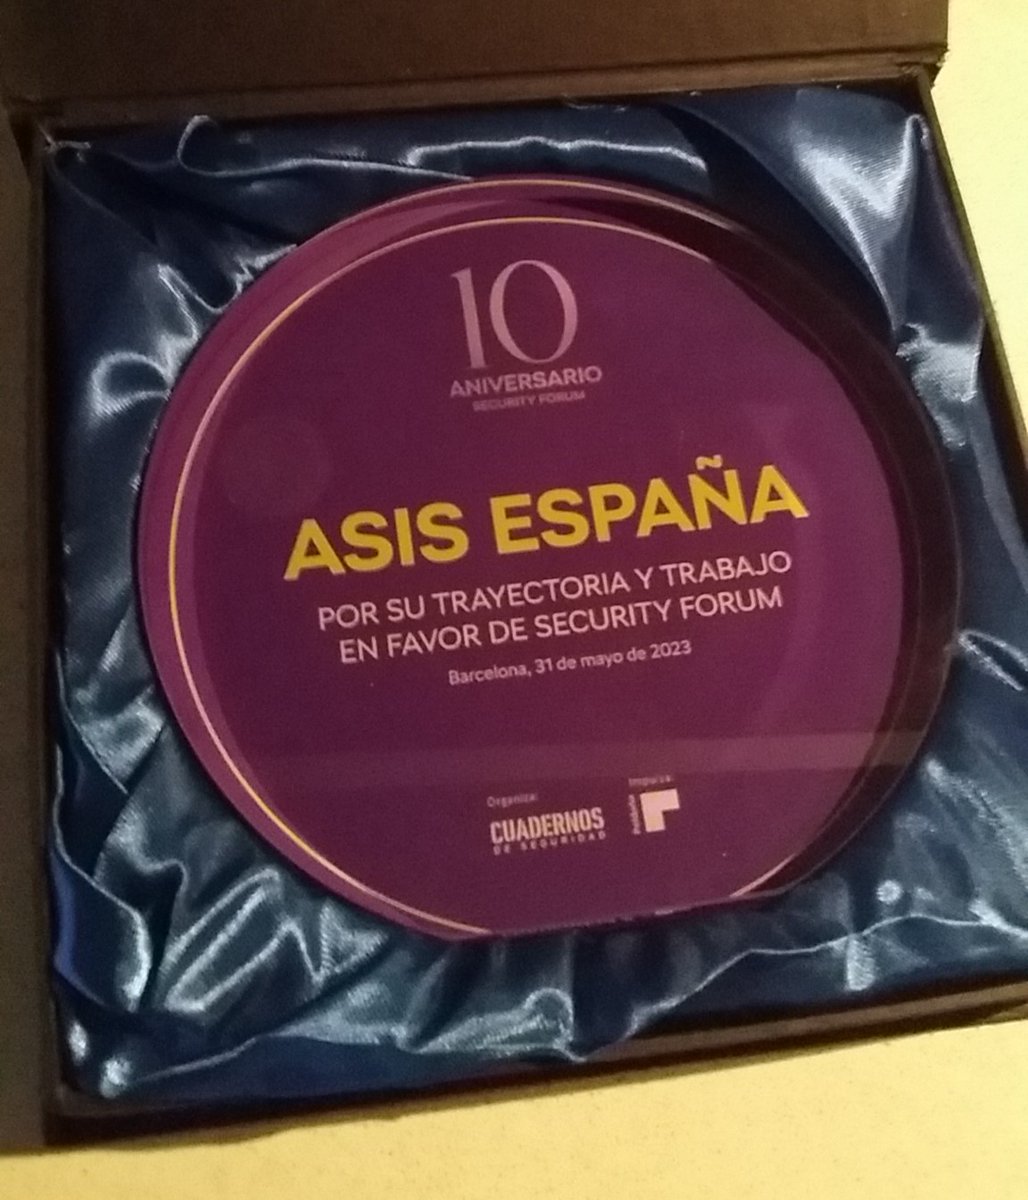 10
ANIVERSARIO
SECURITY FORUM
ASIS ESPAÑA
POR SU TRAYECTORIA Y TRABAJO
EN FAVOR DE SECURITY FORUM
Barcelona, 31 de mayo de 2023
Organiza:
CUADERNOS
DE SEGURIDAD
Impulsa:
Peldaño